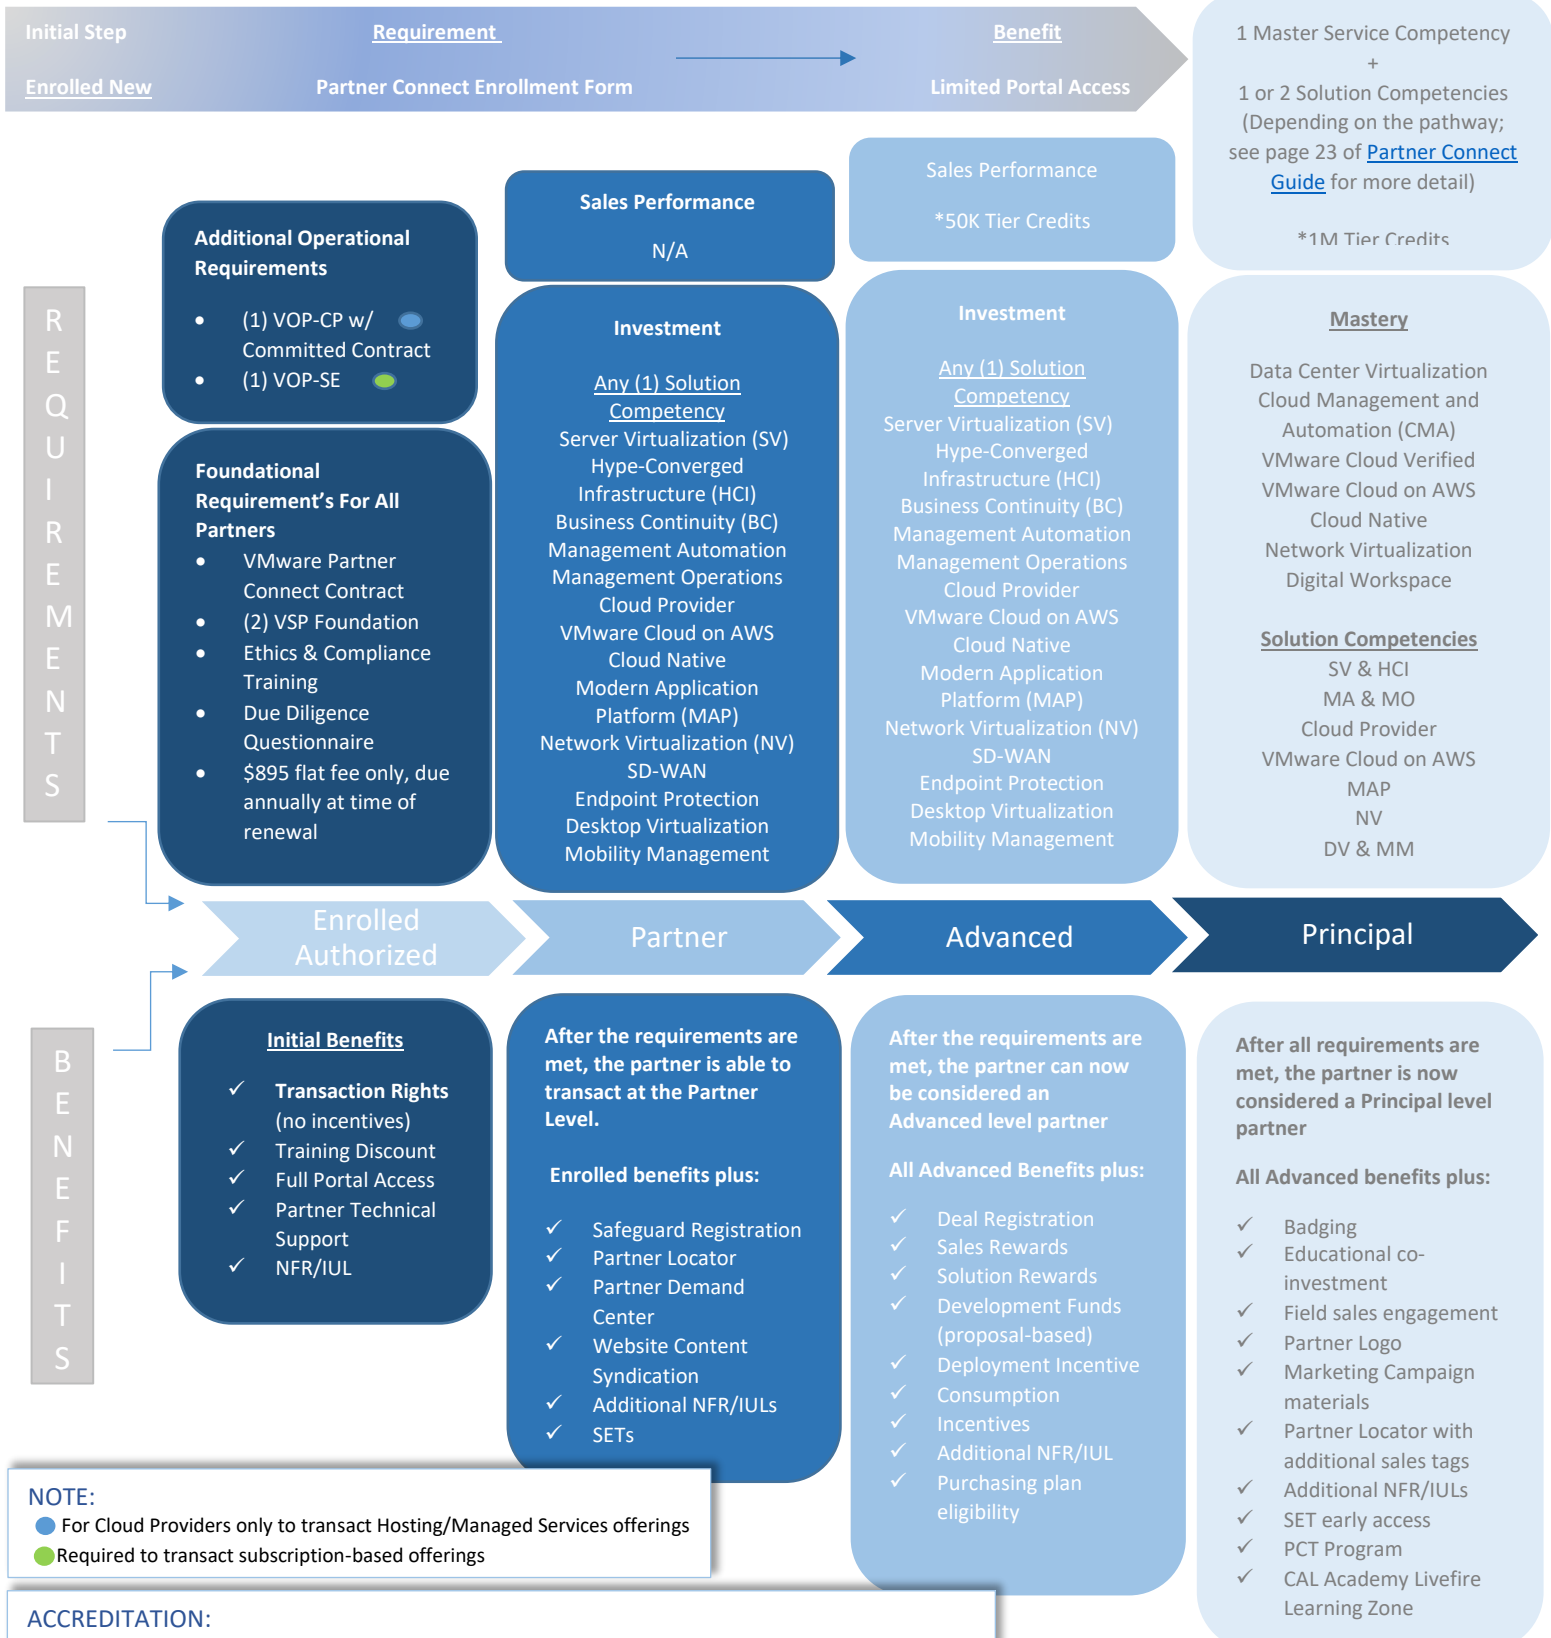 Initial Step
Requirement
Benefit
Enrolled New
Partner Connect Enrollment Form
Limited Portal Access
1 Master Service Competency
+
1 or 2 Solution Competencies
(Depending on the pathway;
see page 23 of Partner Connect
Guide for more detail)
*1M Tier Credits
Sales Performance
*50K Tier Credits
Sales Performance
N/A
Additional Operational
Requirements
• (1) VOP-CP w/
Committed Contract
• (1) VOP-SE
REQUIREMENTS
Foundational
Requirement’s For All
Partners
• VMware Partner
Connect Contract
• (2) VSP Foundation
• Ethics & Compliance
Training
• Due Diligence
Questionnaire
• $895 flat fee only, due
annually at time of
renewal
Investment
Any (1) Solution
Competency
Server Virtualization (SV)
Hype-Converged
Infrastructure (HCI)
Business Continuity (BC)
Management Automation
Management Operations
Cloud Provider
VMware Cloud on AWS
Cloud Native
Modern Application
Platform (MAP)
Network Virtualization (NV)
SD-WAN
Endpoint Protection
Desktop Virtualization
Mobility Management
Investment
Any (1) Solution
Competency
Server Virtualization (SV)
Hype-Converged
Infrastructure (HCI)
Business Continuity (BC)
Management Automation
Management Operations
Cloud Provider
VMware Cloud on AWS
Cloud Native
Modern Application
Platform (MAP)
Network Virtualization (NV)
SD-WAN
Endpoint Protection
Desktop Virtualization
Mobility Management
Mastery
Data Center Virtualization
Cloud Management and
Automation (CMA)
VMware Cloud Verified
VMware Cloud on AWS
Cloud Native
Network Virtualization
Digital Workspace
Solution Competencies
SV & HCI
MA & MO
Cloud Provider
VMware Cloud on AWS
MAP
NV
DV & MM
Enrolled
Authorized
Partner
Advanced
Principal
BENEFITS
Initial Benefits
✓ Transaction Rights
(no incentives)
✓ Training Discount
✓ Full Portal Access
✓ Partner Technical
Support
✓ NFR/IUL
After the requirements are
met, the partner is able to
transact at the Partner
Level.
Enrolled benefits plus:
✓ Safeguard Registration
✓ Partner Locator
✓ Partner Demand
Center
✓ Website Content
Syndication
✓ Additional NFR/IULs
✓ SETs
After the requirements are
met, the partner can now
be considered an
Advanced level partner
All Advanced Benefits plus:
✓ Deal Registration
✓ Sales Rewards
✓ Solution Rewards
✓ Development Funds
(proposal-based)
✓ Deployment Incentive
✓ Consumption
✓ Incentives
✓ Additional NFR/IUL
✓ Purchasing plan
eligibility
After all requirements are
met, the partner is now
considered a Principal level
partner
All Advanced benefits plus:
✓ Badging
✓ Educational co-
investment
✓ Field sales engagement
✓ Partner Logo
✓ Marketing Campaign
materials
✓ Partner Locator with
additional sales tags
✓ Additional NFR/IULs
✓ SET early access
✓ PCT Program
✓ CAL Academy Livefire
Learning Zone
NOTE:
For Cloud Providers only to transact Hosting/Managed Services offerings
Required to transact subscription-based offerings
ACCREDITATION: